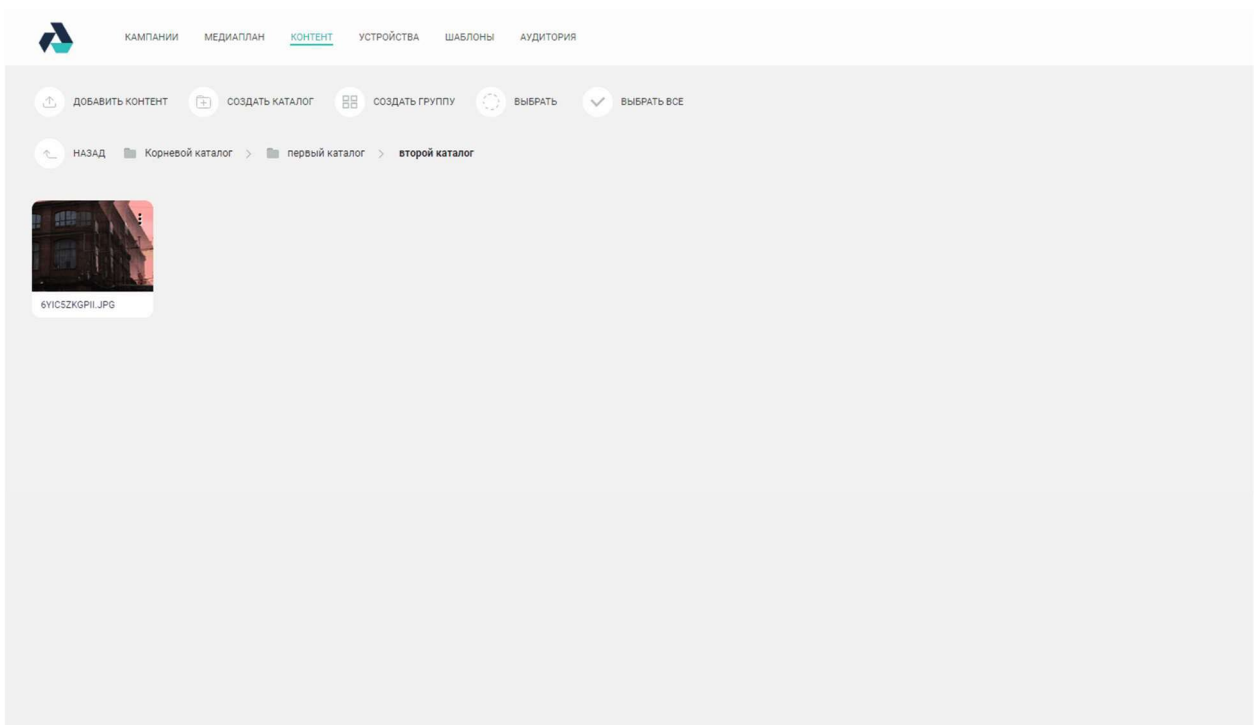 КАМПАНИИ МЕДИАПЛАН КОНТЕНТ УСТРОЙСТВА ШАБЛОНЫ АУДИТОРИЯ
ДОБАВИТЬ КОНТЕНТ СОЗДАТЬ КАТАЛОГ СОЗДАТЬ ГРУППУ ВЫБРАТЬ ВЫБРАТЬ ВСЕ
НАЗАД Корневой каталог > первый каталог > второй каталог
6YIC5ZKGPII.JPG